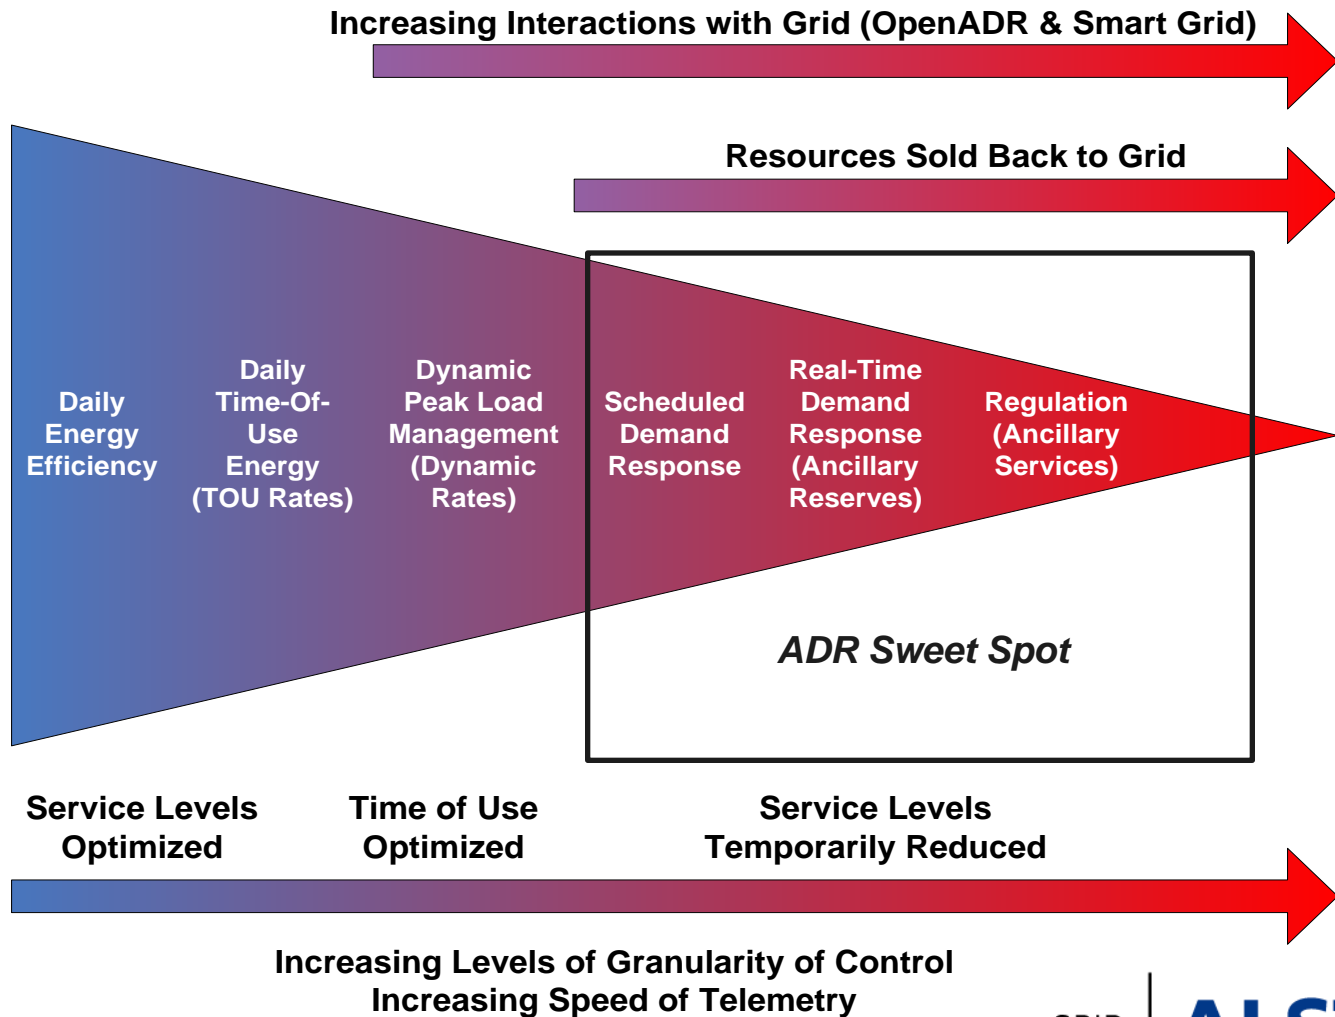 Increasing Interactions with Grid (OpenADR & Smart Grid)
Resources Sold Back to Grid
Daily
Energy
Efficiency
Daily
Time-Of-
Use
Energy
(TOU Rates)
Dynamic
Peak Load
Management
(Dynamic
Rates)
Scheduled
Demand
Response
Real-Time
Demand
Response
(Ancillary
Reserves)
Regulation
(Ancillary
Services)
ADR Sweet Spot
Service Levels
Optimized
Time of Use
Optimized
Service Levels
Temporarily Reduced
Increasing Levels of Granularity of Control
Increasing Speed of Telemetry